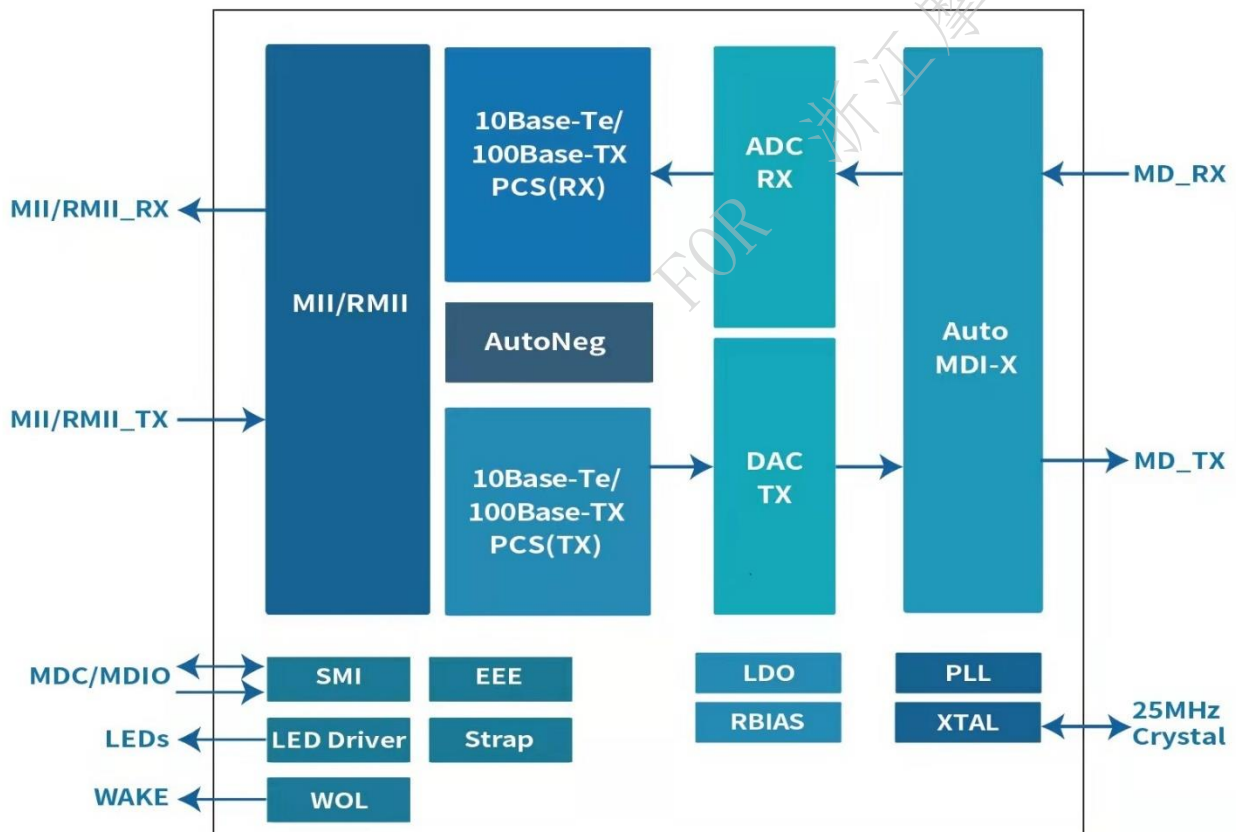 FOR 浙江摩
10Base-Te/
100Base-TX
PCS(RX)
ADC
RX
MD_RX
MII/RMII_RX
MII/RMII
AutoNeg
Auto
MDI-X
MII/RMII_TX
10Base-Te/
100Base-TX
PCS(TX)
DAC
TX
MD_TX
MDC/MDIO
SMI
EEE
LDO
PLL
LEDs
LED Driver
Strap
RBIAS
XTAL
25MHz
Crystal
WAKE
WOL